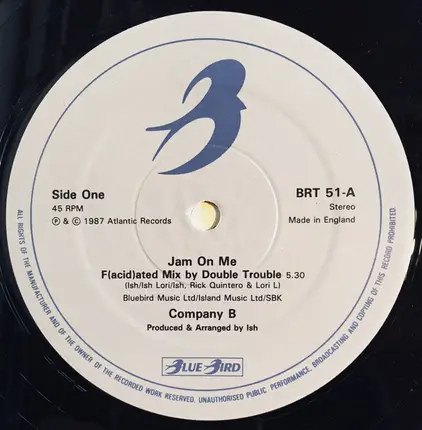 Side One
45 RPM
Ⓟ & © 1987 Atlantic Records
BRT 51-A
Stereo
Made in England
Jam On Me
F(acid)ated Mix by Double Trouble 5.30
(Ish/Ish Lori/Ish, Rick Quintero & Lori L)
Bluebird Music Ltd/Island Music Ltd/SBK
Company B
Produced & Arranged by Ish
BLUE BIRD
ALL RIGHTS OF THE MANUFACTURER AND OF THE OWNER OF THE RECORDED WORK RESERVED. UNAUTHORISED PUBLIC PERFORMANCE, BROADCASTING AND COPYING OF THIS RECORD PROHIBITED.